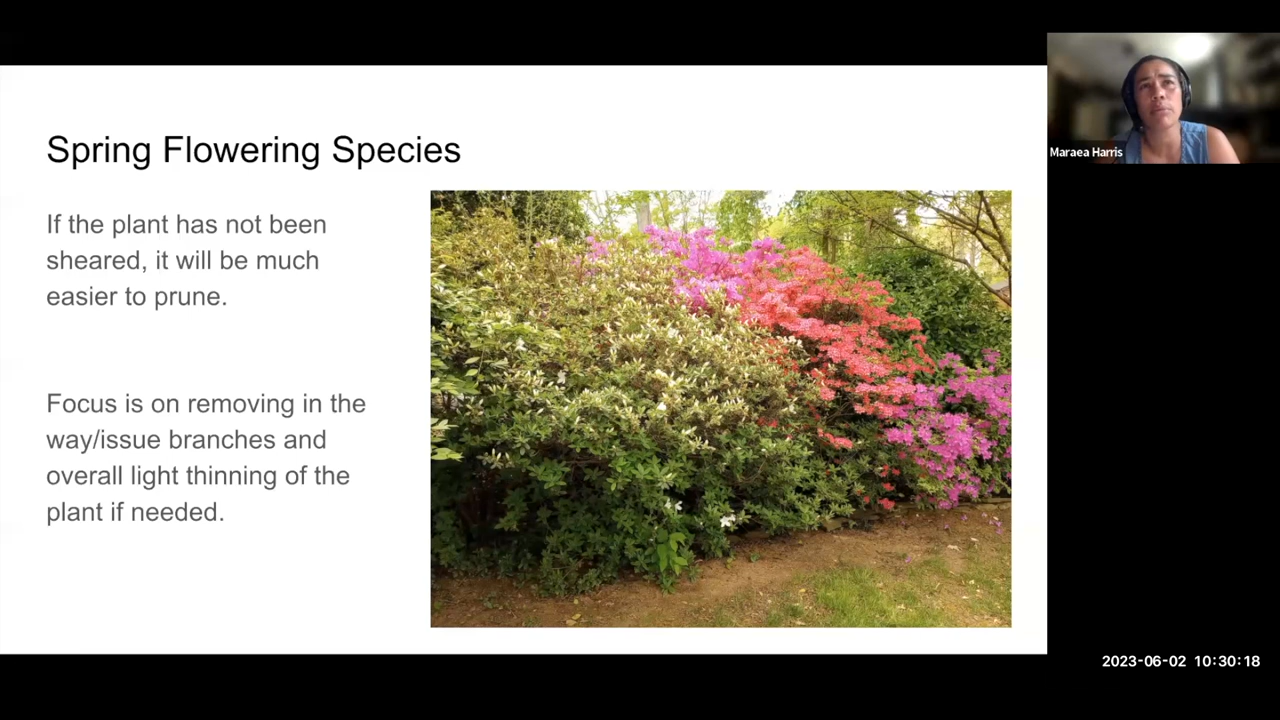 Spring Flowering Species
If the plant has not been
sheared, it will be much
easier to prune.
Focus is on removing in the
way/issue branches and
overall light thinning of the
plant if needed.
Maraea Harris
2023-06-02 10:30:18